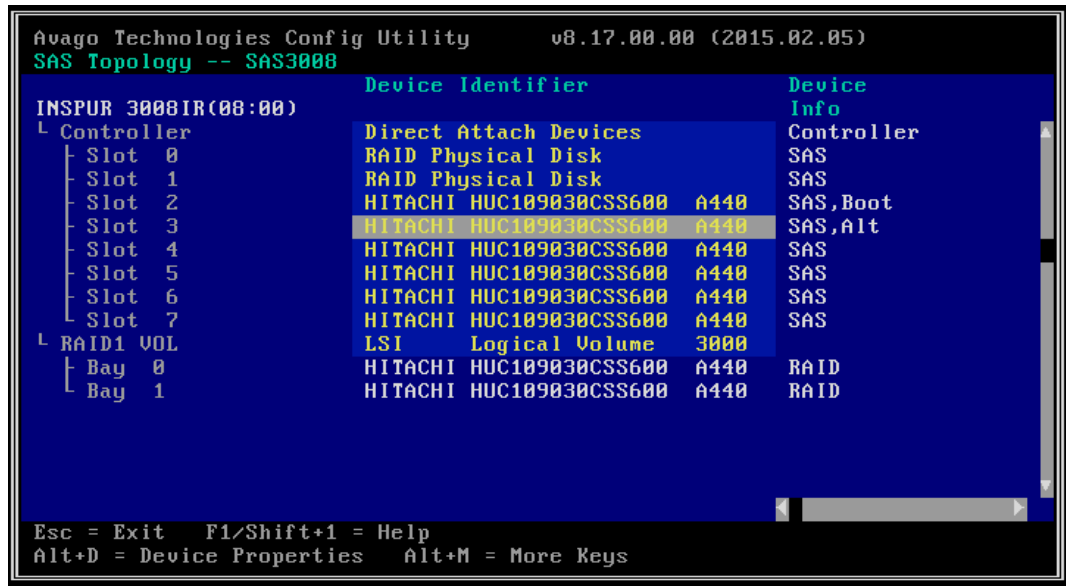 Avago Technologies Config Utility v8.17.00.00 (2015.02.05)
SAS Topology -- SAS3008
Device Identifier Device
INSPUR 3008IR(08:00) Info
Controller Direct Attach Devices Controller
Slot 0 RAID Physical Disk SAS
Slot 1 RAID Physical Disk SAS
Slot 2 HITACHI HUC109030CSS600 A440 SAS,Boot
Slot 3 HITACHI HUC109030CSS600 A440 SAS,Alt
Slot 4 HITACHI HUC109030CSS600 A440 SAS
Slot 5 HITACHI HUC109030CSS600 A440 SAS
Slot 6 HITACHI HUC109030CSS600 A440 SAS
Slot 7 HITACHI HUC109030CSS600 A440 SAS
RAID1 VOL LSI Logical Volume 3000
Bay 0 HITACHI HUC109030CSS600 A440 RAID
Bay 1 HITACHI HUC109030CSS600 A440 RAID
Esc = Exit F1/Shift+1 = Help
Alt+D = Device Properties Alt+M = More Keys